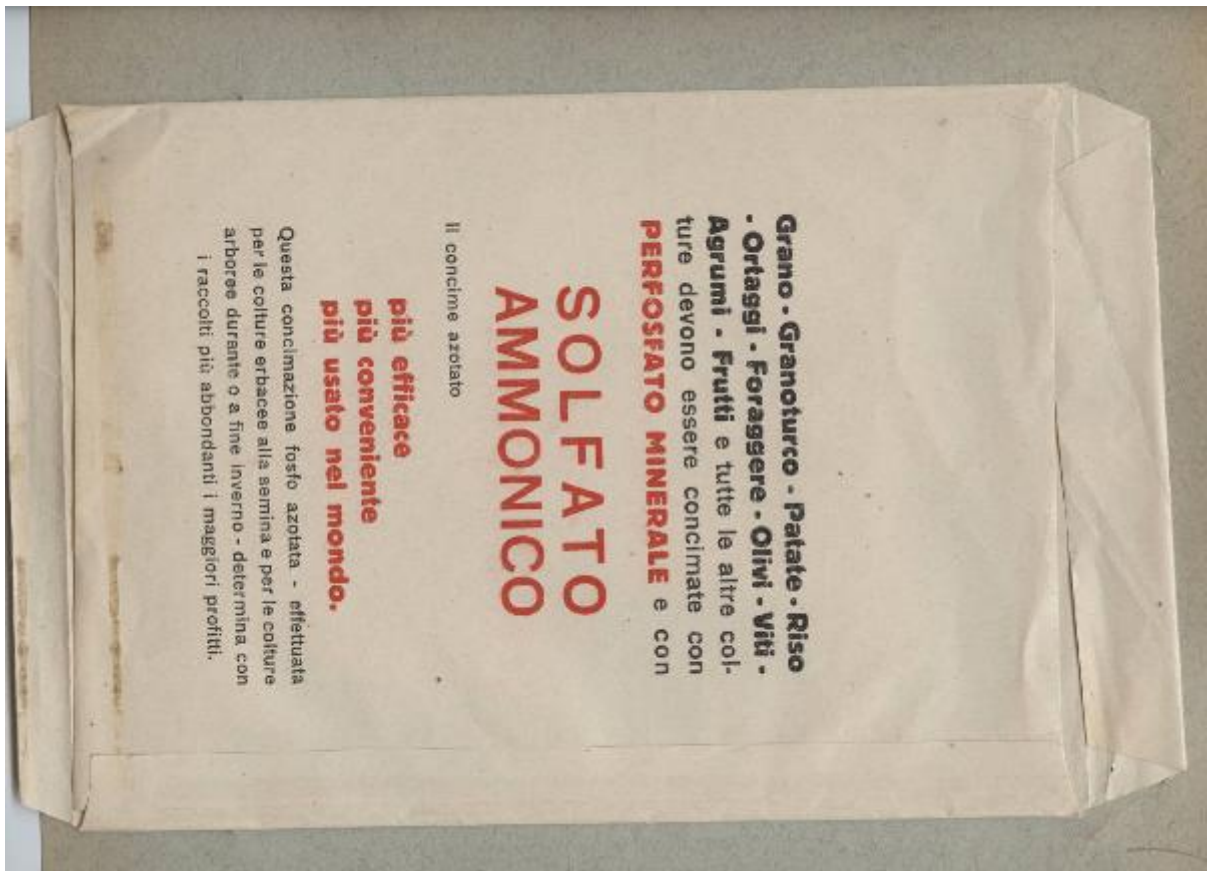 Grano - Granoturco - Patate - Riso
- Ortaggi - Foraggere - Olivi - Viti -
Agrumi - Frutti e tutte le altre col-
ture devono essere concimate con
PERFOSFATO MINERALE e con
SOLFATO
AMMONICO
Il concime azotato
più efficace
più conveniente
più usato nel mondo.
Questa concimazione fosfo azotata - effettuata
per le colture erbacee alla semina e per le colture
arboree durante o a fine inverno - determina con
i raccolti più abbondanti i maggiori profitti.